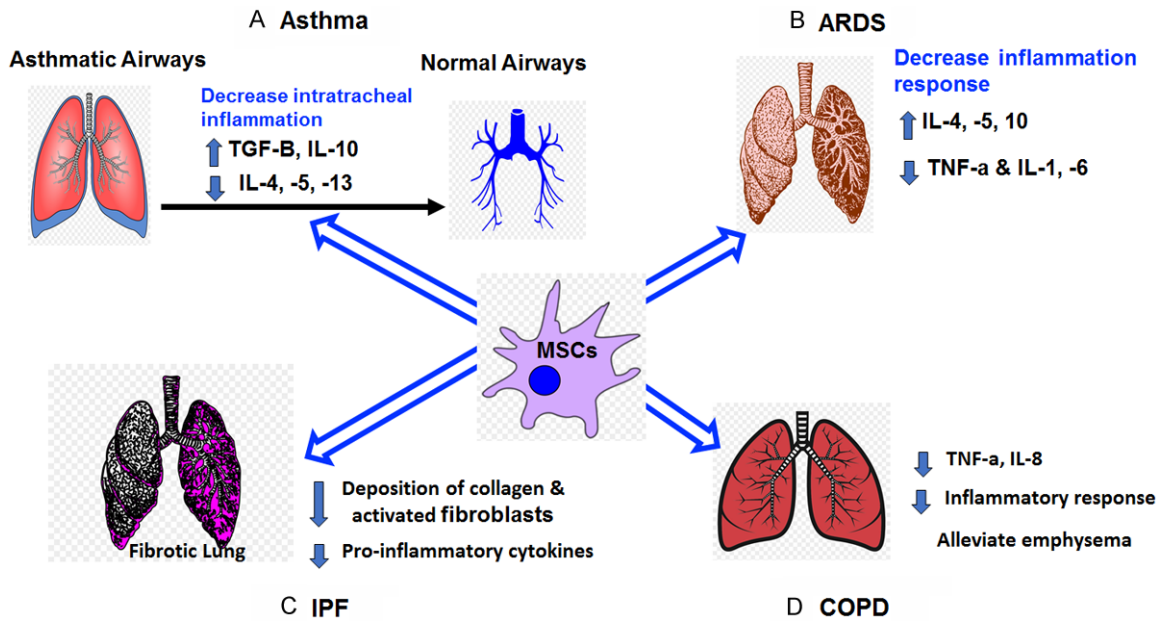 A Asthma
Asthmatic Airways
Decrease intratracheal
inflammation
TGF-B, IL-10
IL-4, -5, -13
Normal Airways
B ARDS
Decrease inflammation
response
IL-4, -5, 10
TNF-a & IL-1, -6
MSCs
Fibrotic Lung
Deposition of collagen &
activated fibroblasts
Pro-inflammatory cytokines
C IPF
TNF-a, IL-8
Inflammatory response
Alleviate emphysema
D COPD